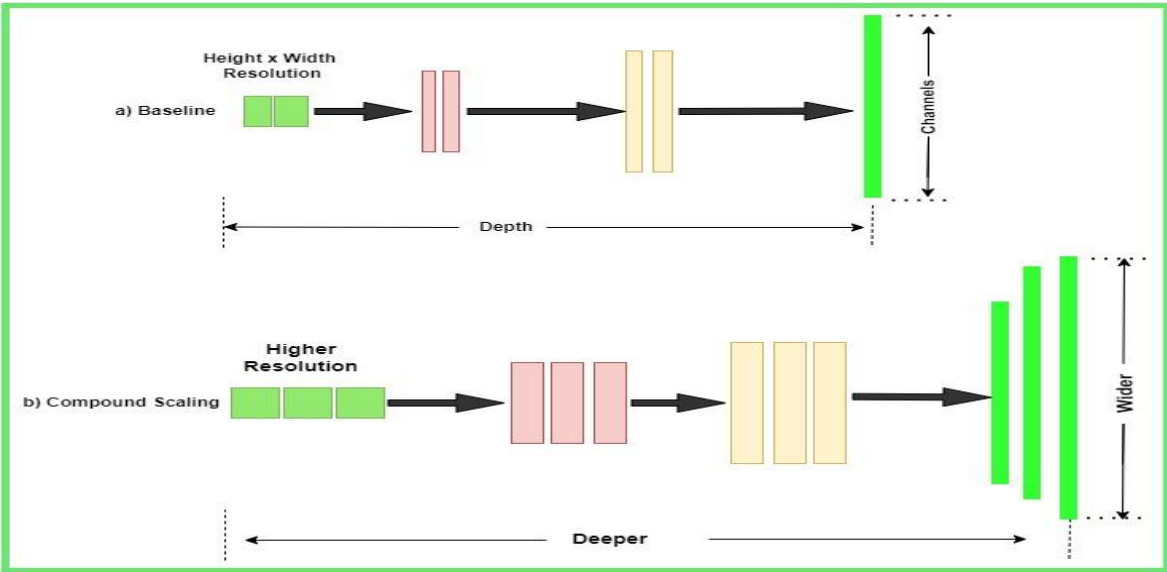 Height x Width
Resolution
a) Baseline
Channels
Depth
Higher
Resolution
b) Compound Scaling
Wider
Deeper